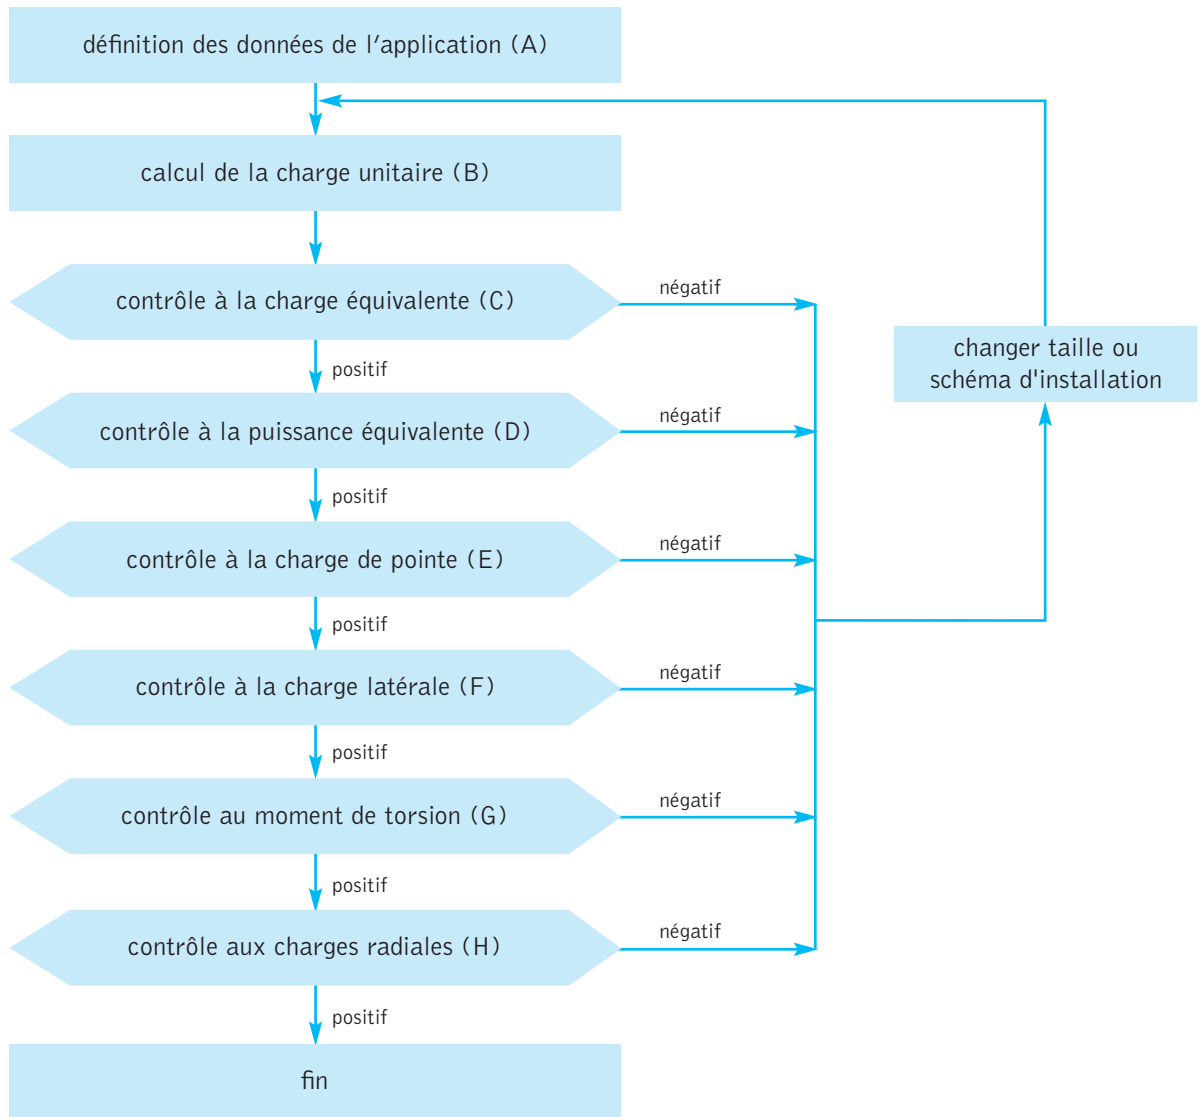 définition des données de l’application (A)
calcul de la charge unitaire (B)
contrôle à la charge équivalente (C)
négatif
positif
changer taille ou
schéma d'installation
contrôle à la puissance équivalente (D)
négatif
positif
contrôle à la charge de pointe (E)
négatif
positif
contrôle à la charge latérale (F)
négatif
positif
contrôle au moment de torsion (G)
négatif
positif
contrôle aux charges radiales (H)
négatif
positif
fin